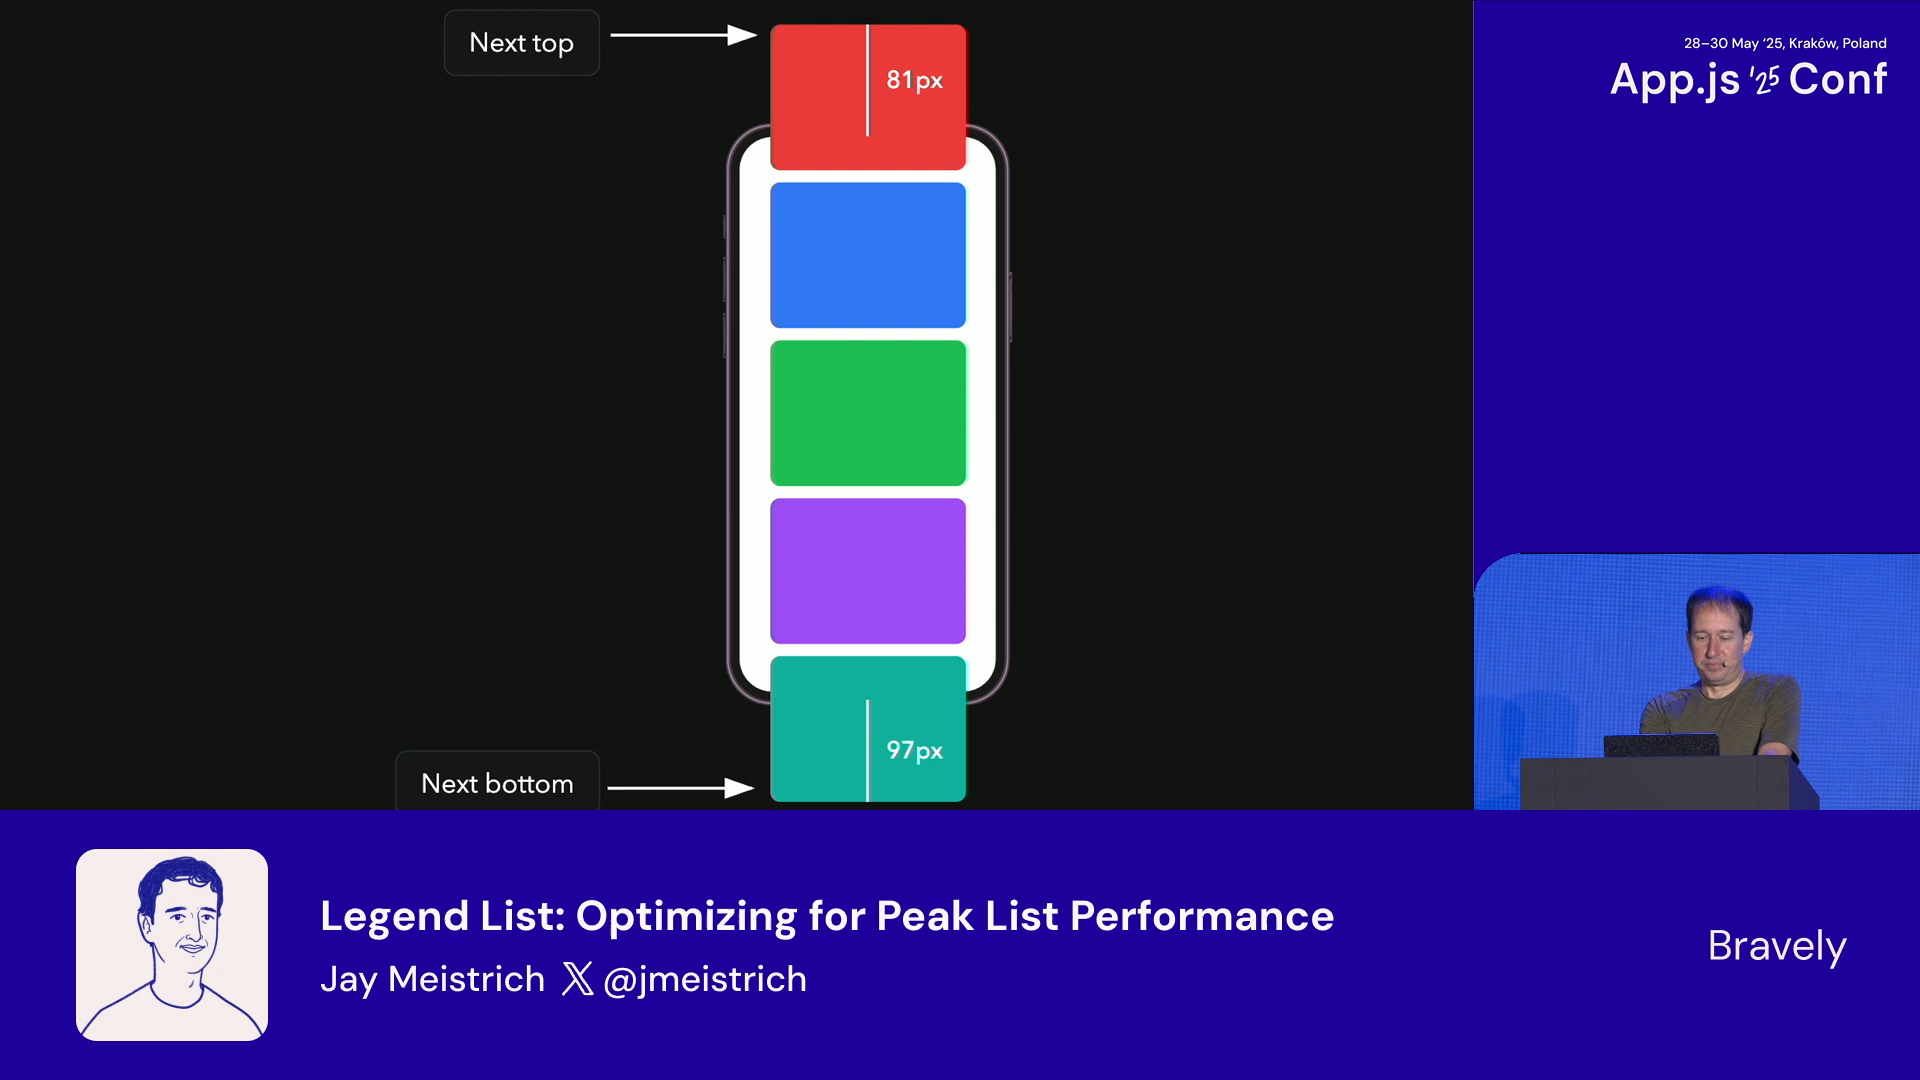 Next top
81px
97px
Next bottom
28–30 May ‘25, Kraków, Poland
App.js '25 Conf
Legend List: Optimizing for Peak List Performance
Jay Meistrich 𝕏 @jmeistrich
Bravely